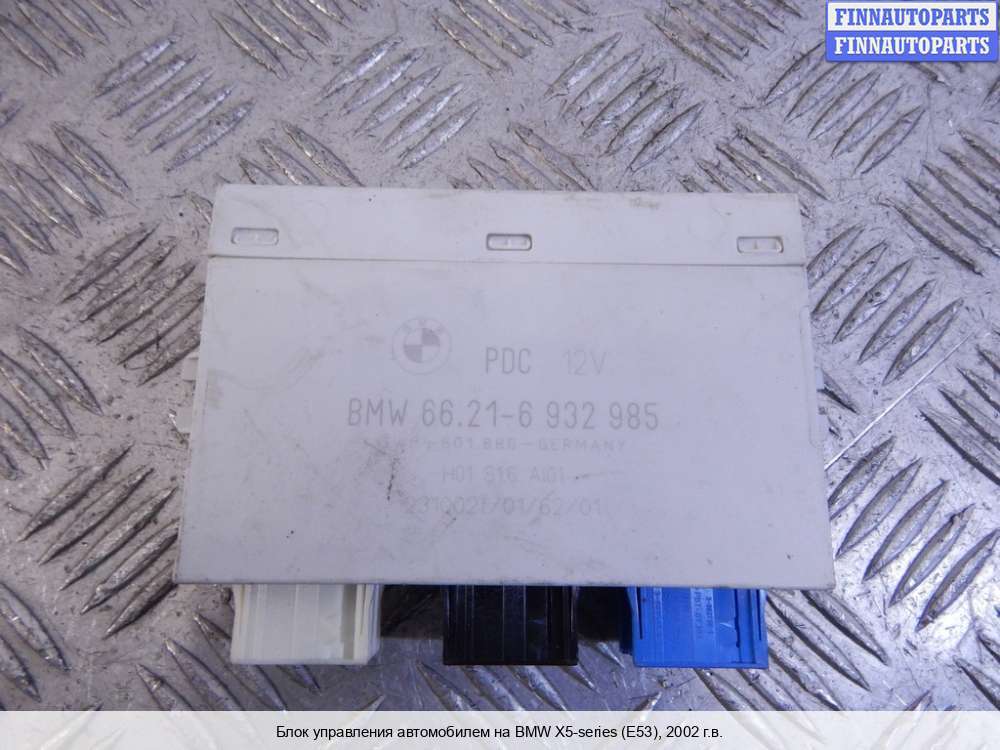 FINNAUTOPARTS
FINNAUTOPARTS
PDC 12V
BMW 66.21-6 932 985
GERMANY
H01 S16
Блок управления автомобилем на BMW X5-series (E53), 2002 г.в.